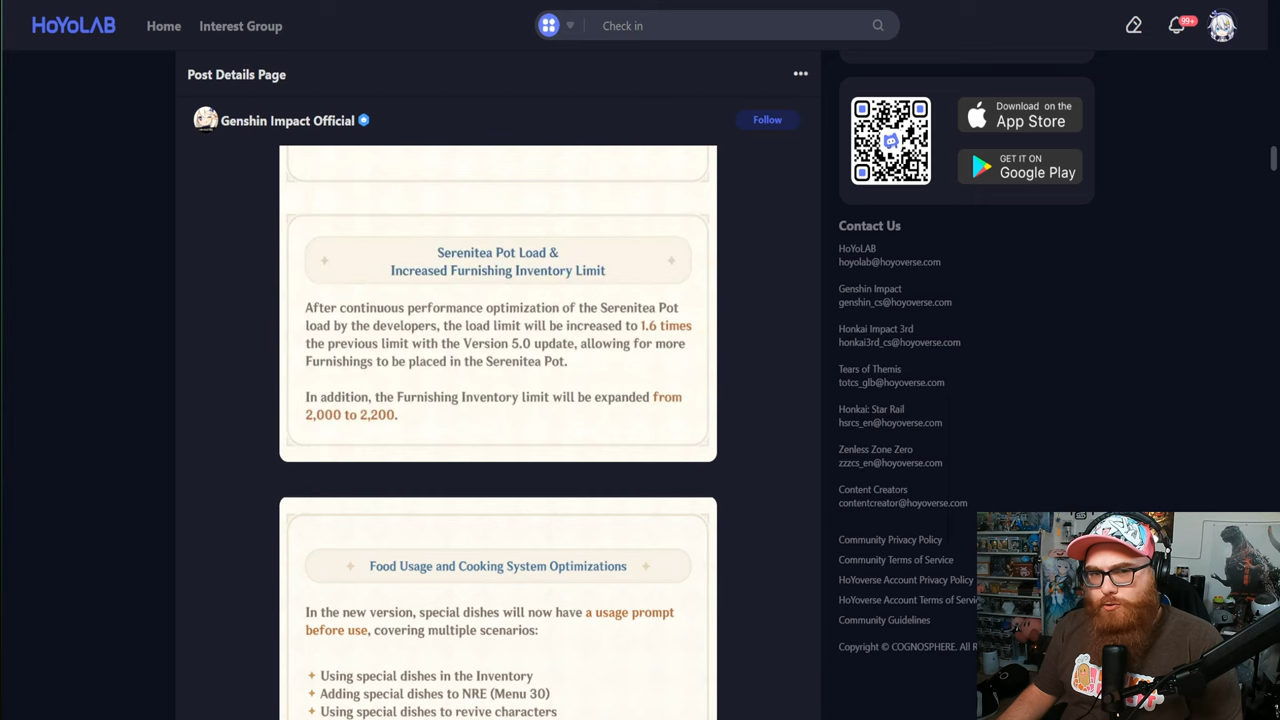 HoYoLAB
Home
Interest Group
Check in
99+
Post Details Page
Genshin Impact Official
Follow
Serenitea Pot Load &
Increased Furnishing Inventory Limit
After continuous performance optimization of the Serenitea Pot
load by the developers, the load limit will be increased to 1.6 times
the previous limit with the Version 5.0 update, allowing for more
Furnishings to be placed in the Serenitea Pot.
In addition, the Furnishing Inventory limit will be expanded from
2,000 to 2,200.
Food Usage and Cooking System Optimizations
In the new version, special dishes will now have a usage prompt
before use, covering multiple scenarios:
Using special dishes in the Inventory
Adding special dishes to NRE (Menu 30)
Using special dishes to revive characters
Download on the
App Store
GET IT ON
Google Play
Contact Us
HoYoLAB
hoyolab@hoyoverse.com
Genshin Impact
genshin_cs@hoyoverse.com
Honkai Impact 3rd
honkai3rd_cs@hoyoverse.com
Tears of Themis
totcs_glb@hoyoverse.com
Honkai: Star Rail
hsrcs_en@hoyoverse.com
Zenless Zone Zero
zzzcs_en@hoyoverse.com
Content Creators
contentcreator@hoyoverse.com
Community Privacy Policy
Community Terms of Service
HoYoverse Account Privacy Policy
HoYoverse Account Terms of Servic
Community Guidelines
Copyright © COGNOSPHERE. All R